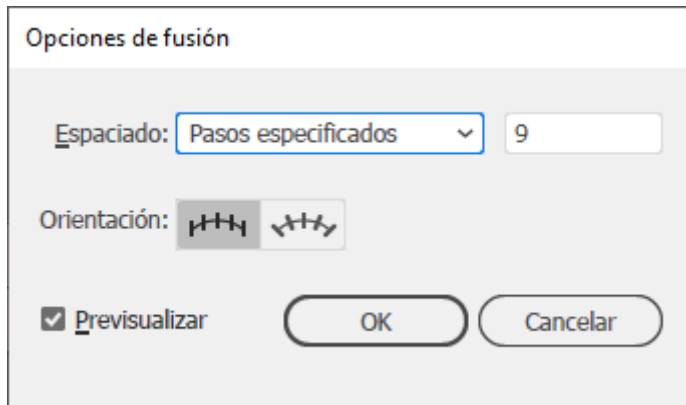 Opciones de fusión
Espaciado: Pasos especificados 9
Orientación:
Previsualizar OK Cancelar